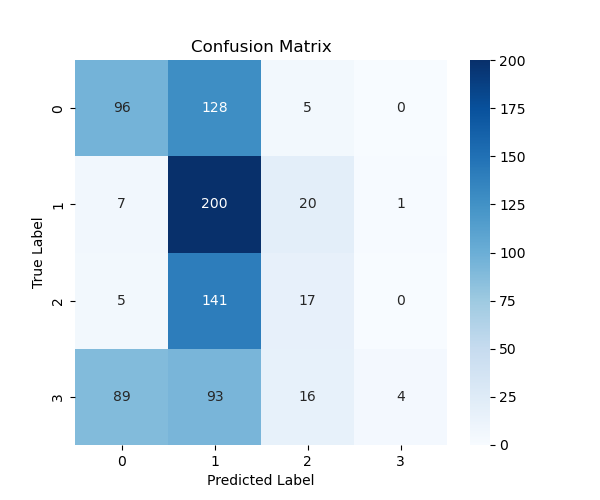 Confusion Matrix
True Label
0 96 128 5 0
1 7 200 20 1
2 5 141 17 0
3 89 93 16 4
0 1 2 3
Predicted Label
200
175
150
125
100
75
50
25
0